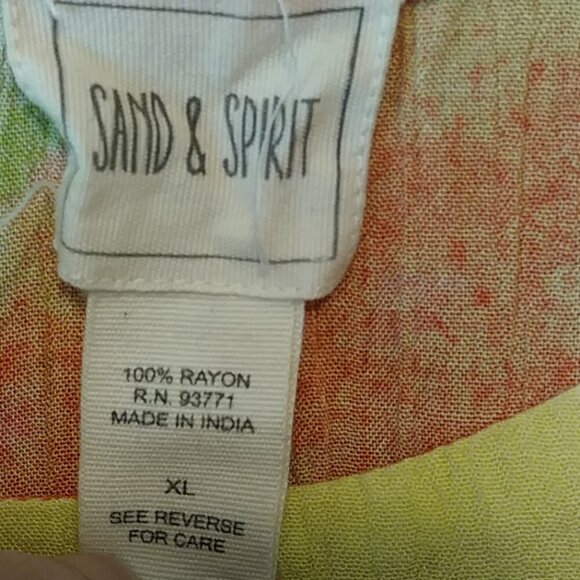 SAND & SPIRIT
100% RAYON
R.N. 93771
MADE IN INDIA
XL
SEE REVERSE
FOR CARE